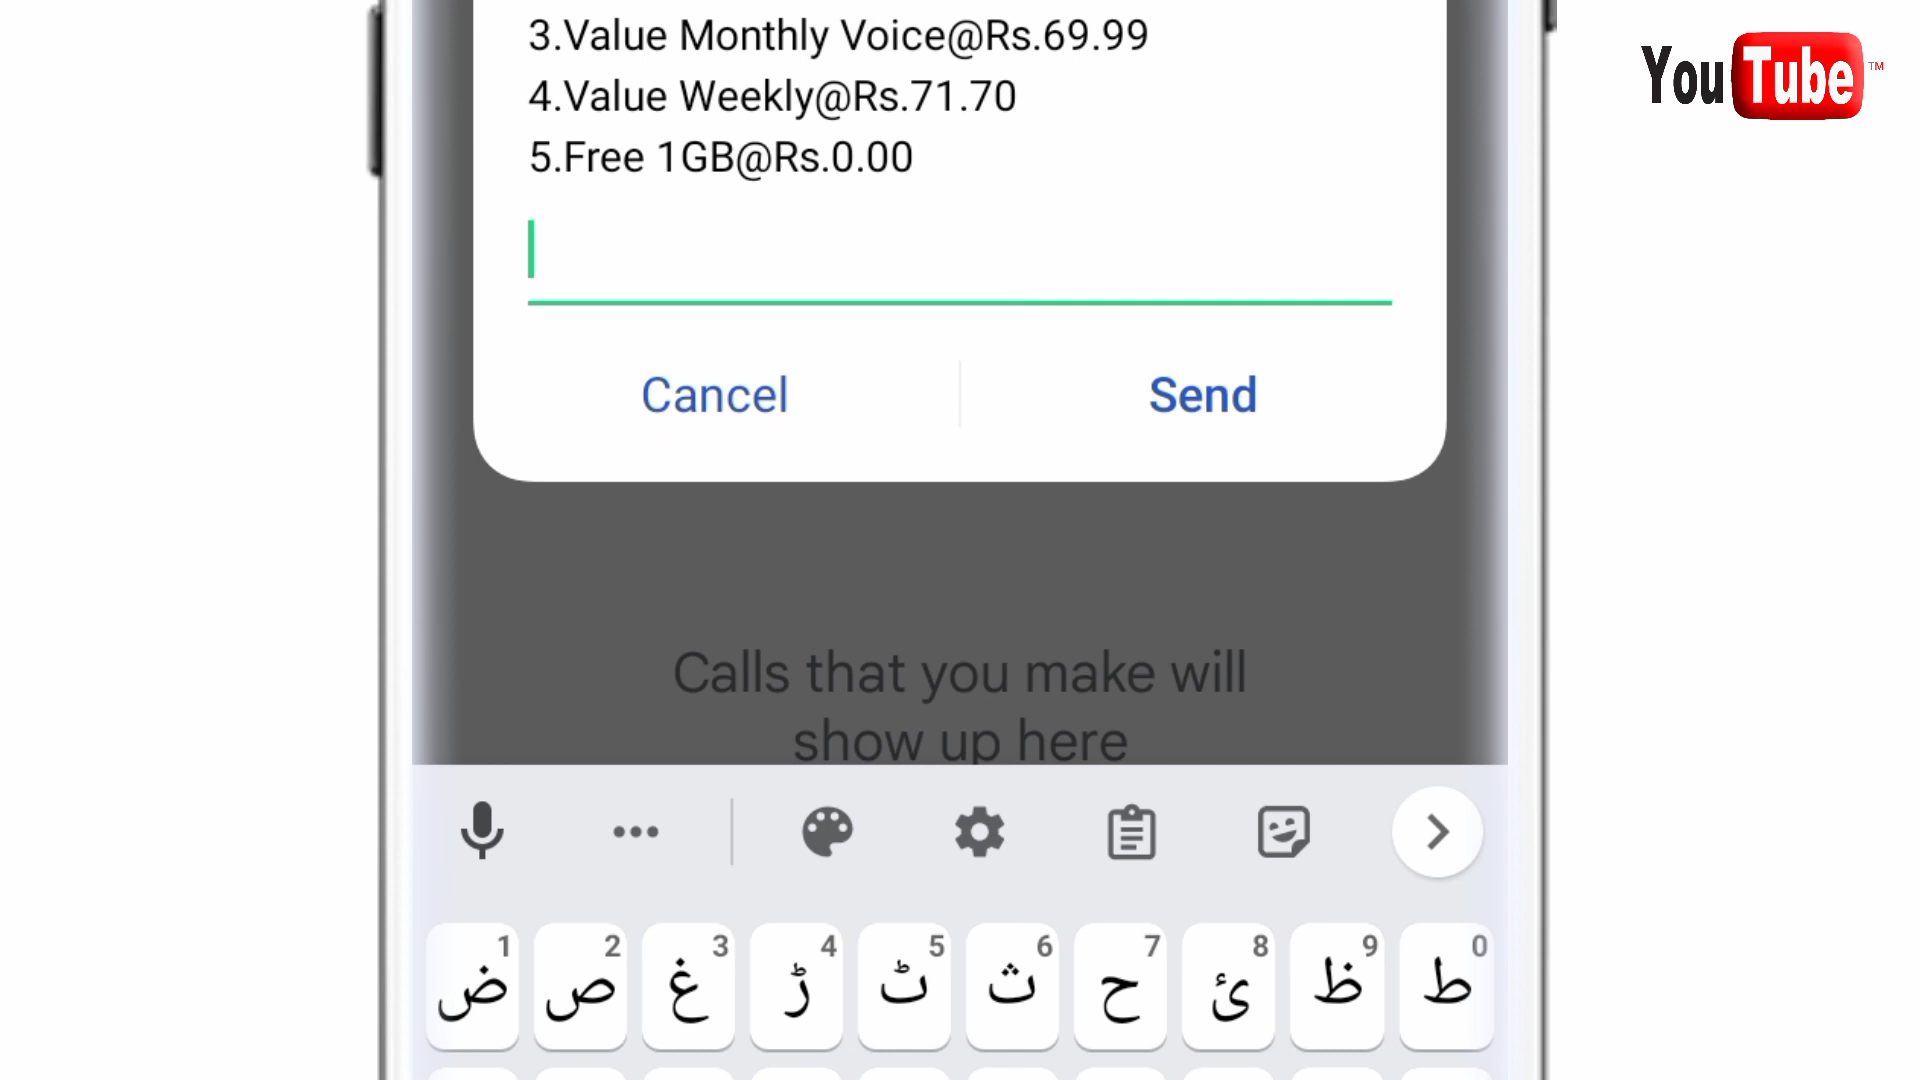 3.Value Monthly Voice@Rs.69.99
4.Value Weekly@Rs.71.70
5.Free 1GB@Rs.0.00
Cancel
Send
Calls that you make will
show up here
1 2 3 4 5 6 7 8 9 0
ض ص غ ڑ ٹ ث ح ئ ظ ط
YouTube™